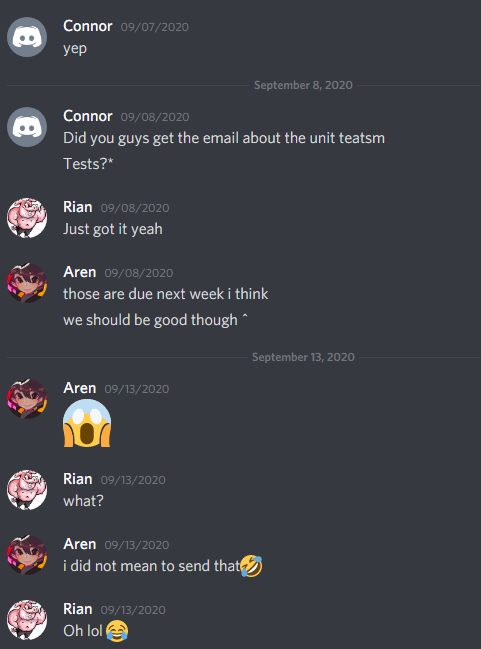 Connor 09/07/2020
yep
September 8, 2020
Connor 09/08/2020
Did you guys get the email about the unit teatsm
Tests?*
Rian 09/08/2020
Just got it yeah
Aren 09/08/2020
those are due next week i think
we should be good though ^
September 13, 2020
Aren 09/13/2020
😱
Rian 09/13/2020
what?
Aren 09/13/2020
i did not mean to send that🤣
Rian 09/13/2020
Oh lol 😂